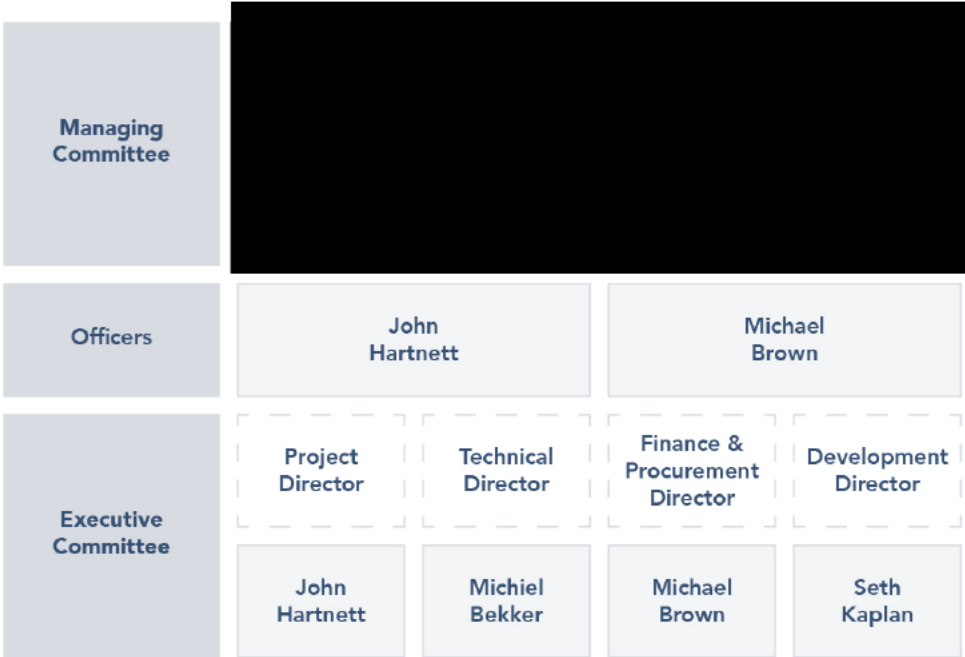 Managing
Committee
Officers
John
Hartnett
Michael
Brown
Executive
Committee
Project
Director
Technical
Director
Finance &
Procurement
Director
Development
Director
John
Hartnett
Michiel
Bekker
Michael
Brown
Seth
Kaplan